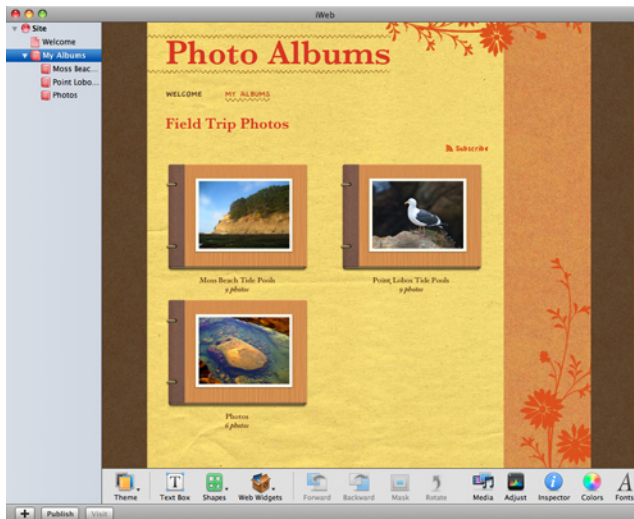 iWeb
Site
Welcome
My Albums
Moss Beac...
Point Lobo...
Photos
Photo Albums
WELCOME MY ALBUMS
Field Trip Photos
Subscribe
Moss Beach Tide Pools
9 photos
Point Lobos Tide Pools
9 photos
Photos
6 photos
Theme Text Box Shapes Web Widgets Forward Backward Mask Rotate Media Adjust Inspector Colors Fonts
Publish Visit